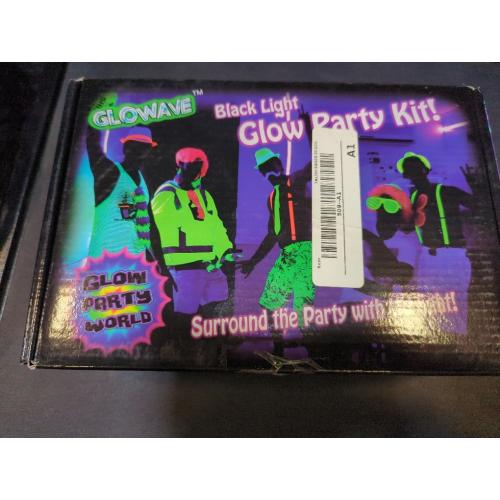 GLOWAVE™
Black Light
Glow Party Kit!
A1
509-A1
GLOW
PARTY
WORLD
Surround the Party with